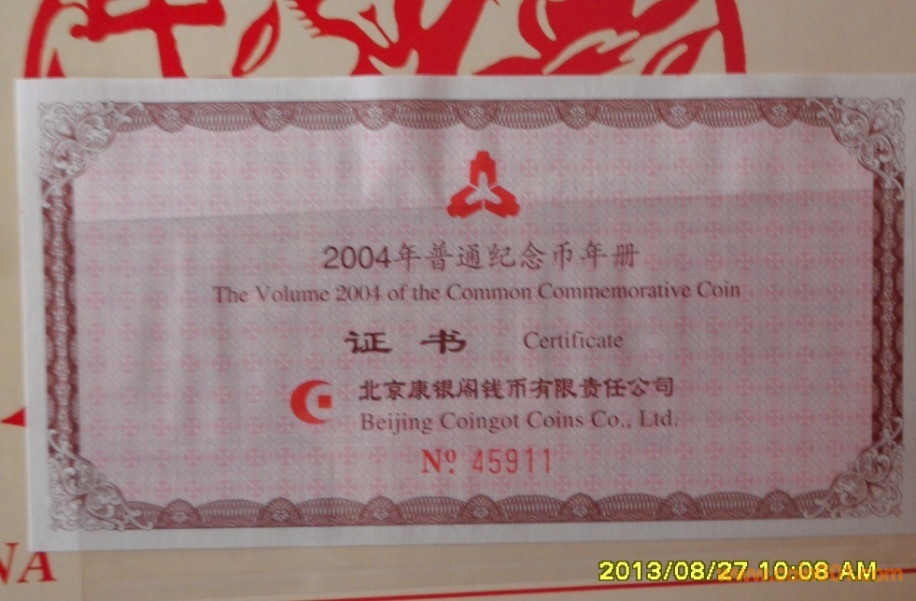 2004年普通纪念币年册
The Volume 2004 of the Common Commemorative Coin
证书 Certificate
北京康银阁钱币有限责任公司
Beijing Coingot Coins Co., Ltd.
Nº 45911
NA
2013/08/27 10:08 AM